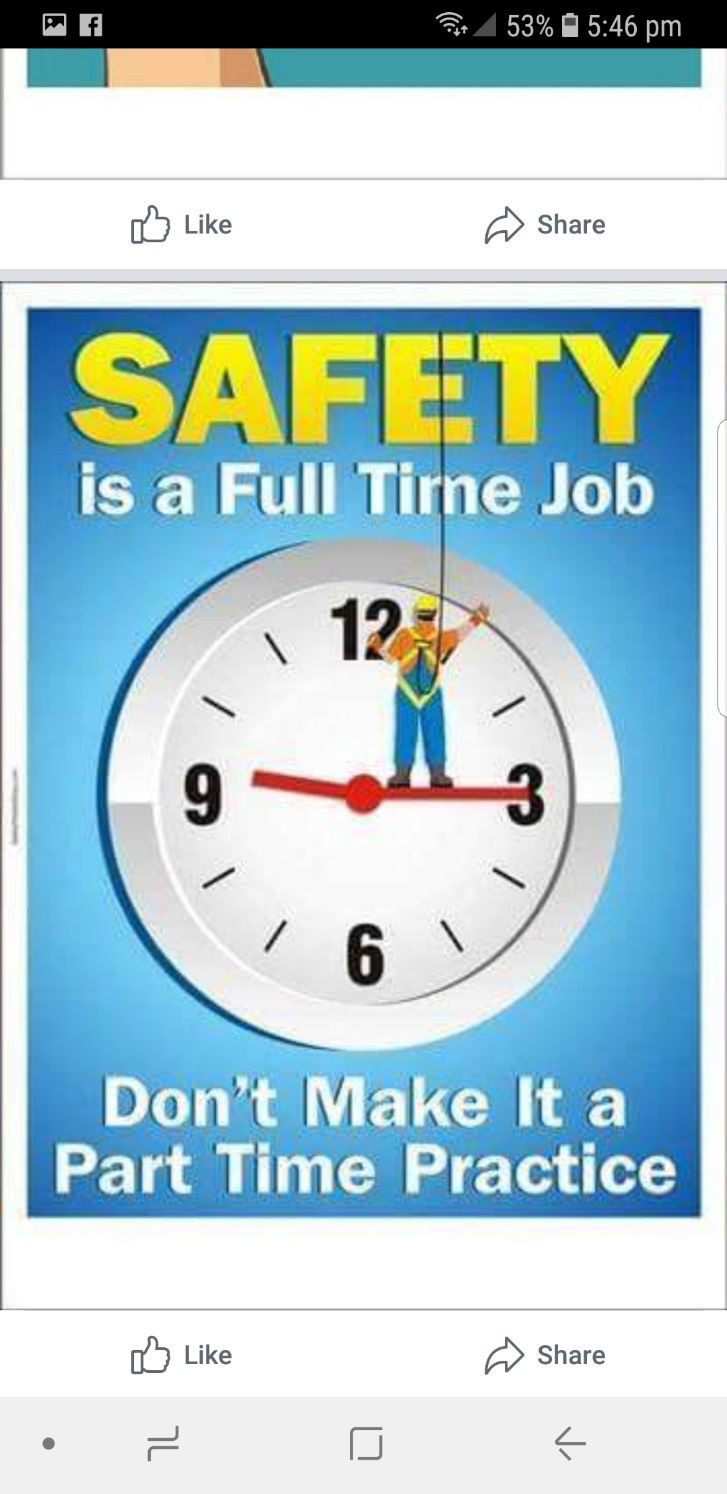 53% 5:46 pm
Like Share
SAFETY
is a Full Time Job
12
9 3
6
Don't Make It a
Part Time Practice
Like Share